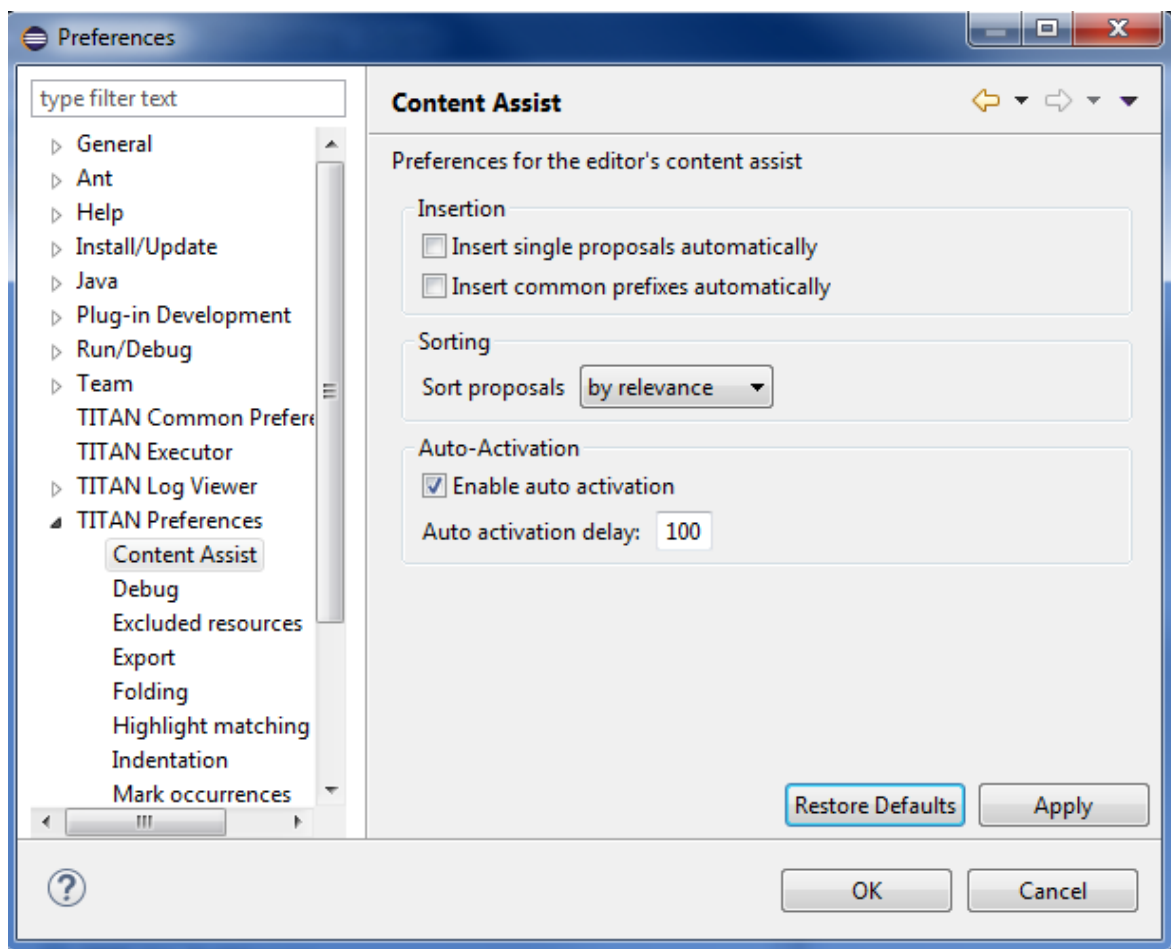 Preferences
type filter text
General
Ant
Help
Install/Update
Java
Plug-in Development
Run/Debug
Team
TITAN Common Prefere
TITAN Executor
TITAN Log Viewer
TITAN Preferences
Content Assist
Debug
Excluded resources
Export
Folding
Highlight matching
Indentation
Mark occurrences
Content Assist
Preferences for the editor's content assist
Insertion
Insert single proposals automatically
Insert common prefixes automatically
Sorting
Sort proposals by relevance
Auto-Activation
Enable auto activation
Auto activation delay: 100
Restore Defaults Apply
? OK Cancel